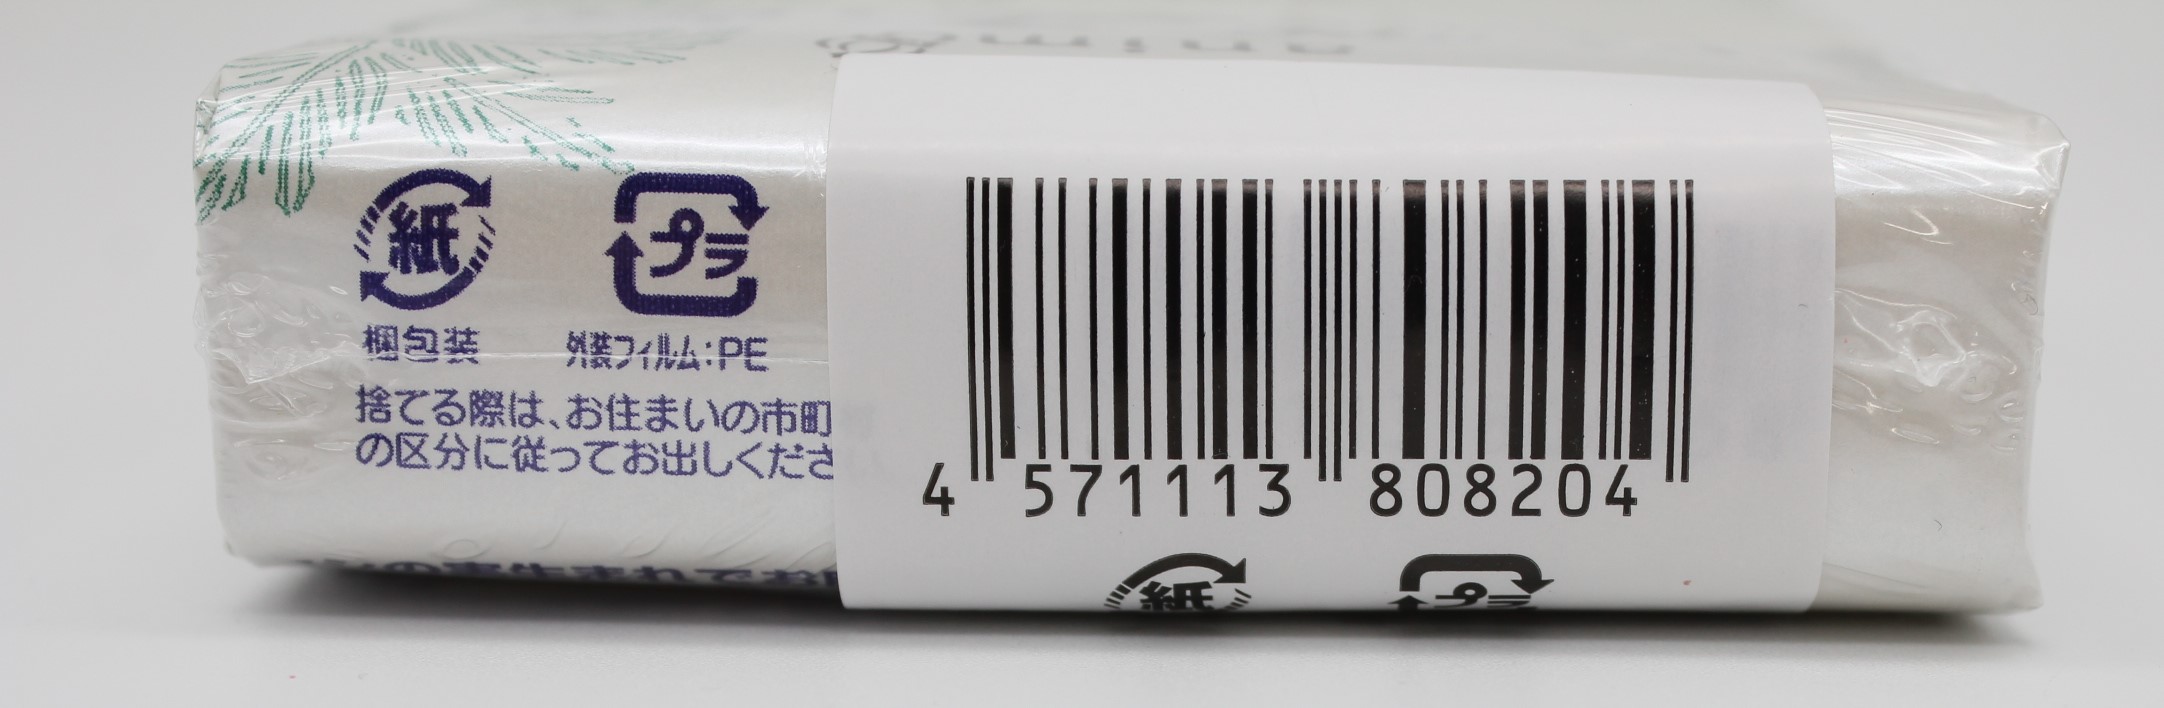 紙 プラ
梱包装 外装フィルム:PE
捨てる際は、お住まいの市町
の区分に従ってお出しくださ
4 571113 808204
紙 プラ